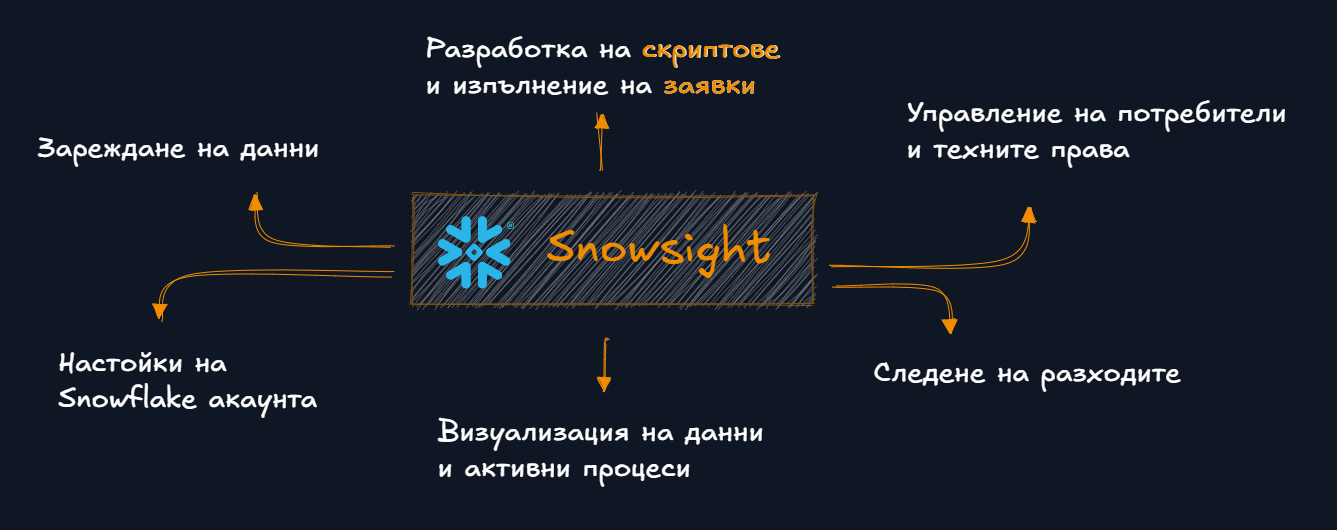 Разработка на скриптове
и изпълнение на заявки
Управление на потребители
и техните права
Зареждане на данни
Snowsight
®
Настойки на
Snowflake акаунта
Следене на разходите
Визуализация на данни
и активни процеси